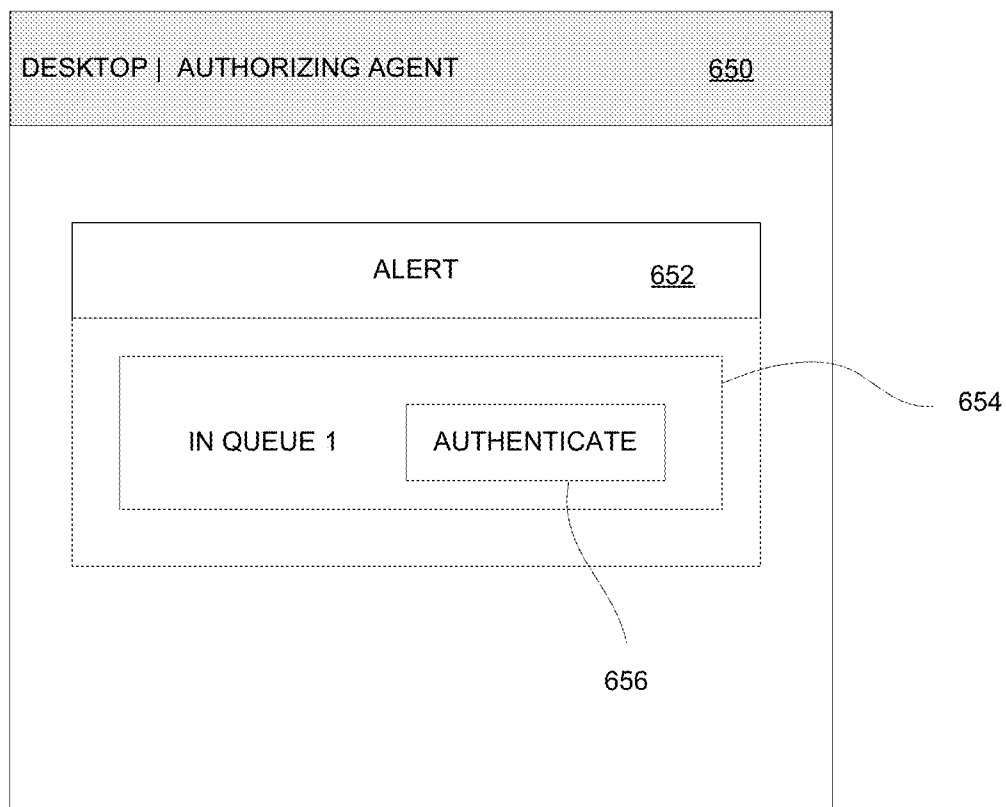 DESKTOP | AUTHORIZING AGENT 650
ALERT 652
654
IN QUEUE 1 AUTHENTICATE
656